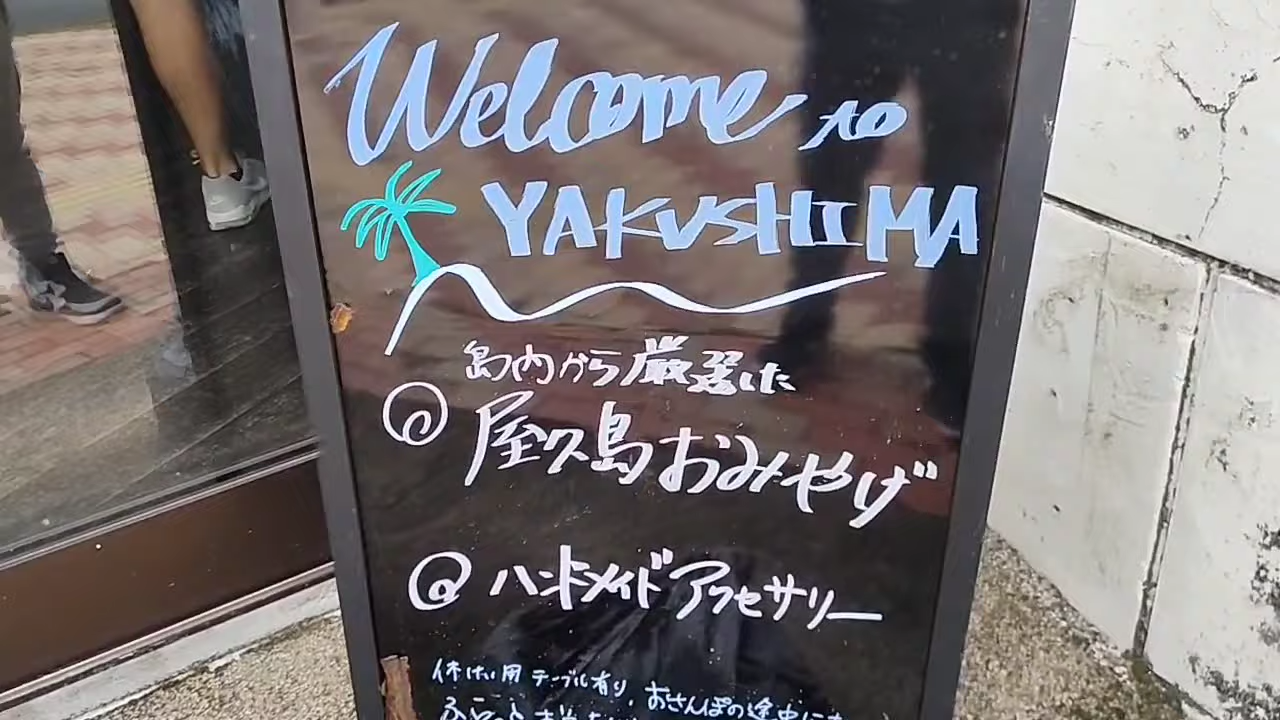 Welcome to
YAKUSHIMA
島内から厳選した
屋久島おみやげ
ハンドメイドアクセサリー
休けい用テーブル有り、おさんぽの途中に